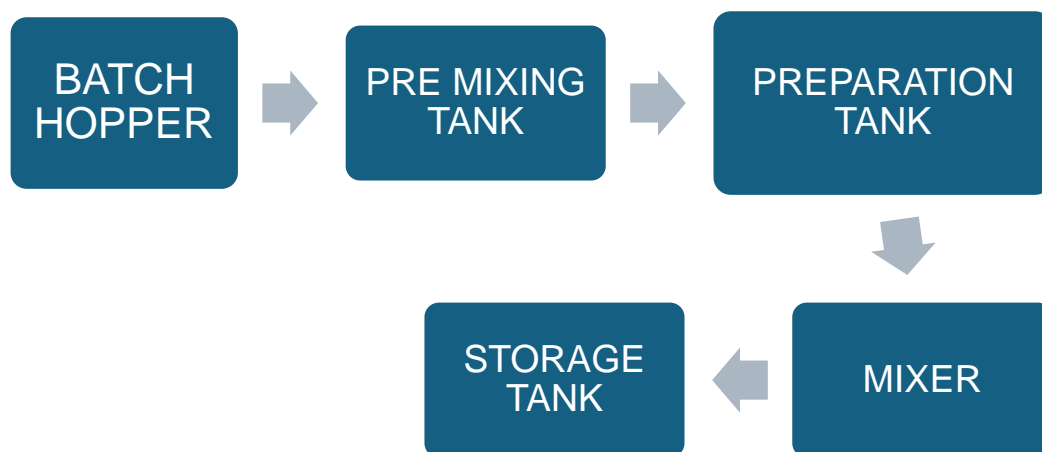 BATCH
HOPPER
PRE MIXING
TANK
PREPARATION
TANK
STORAGE
TANK
MIXER